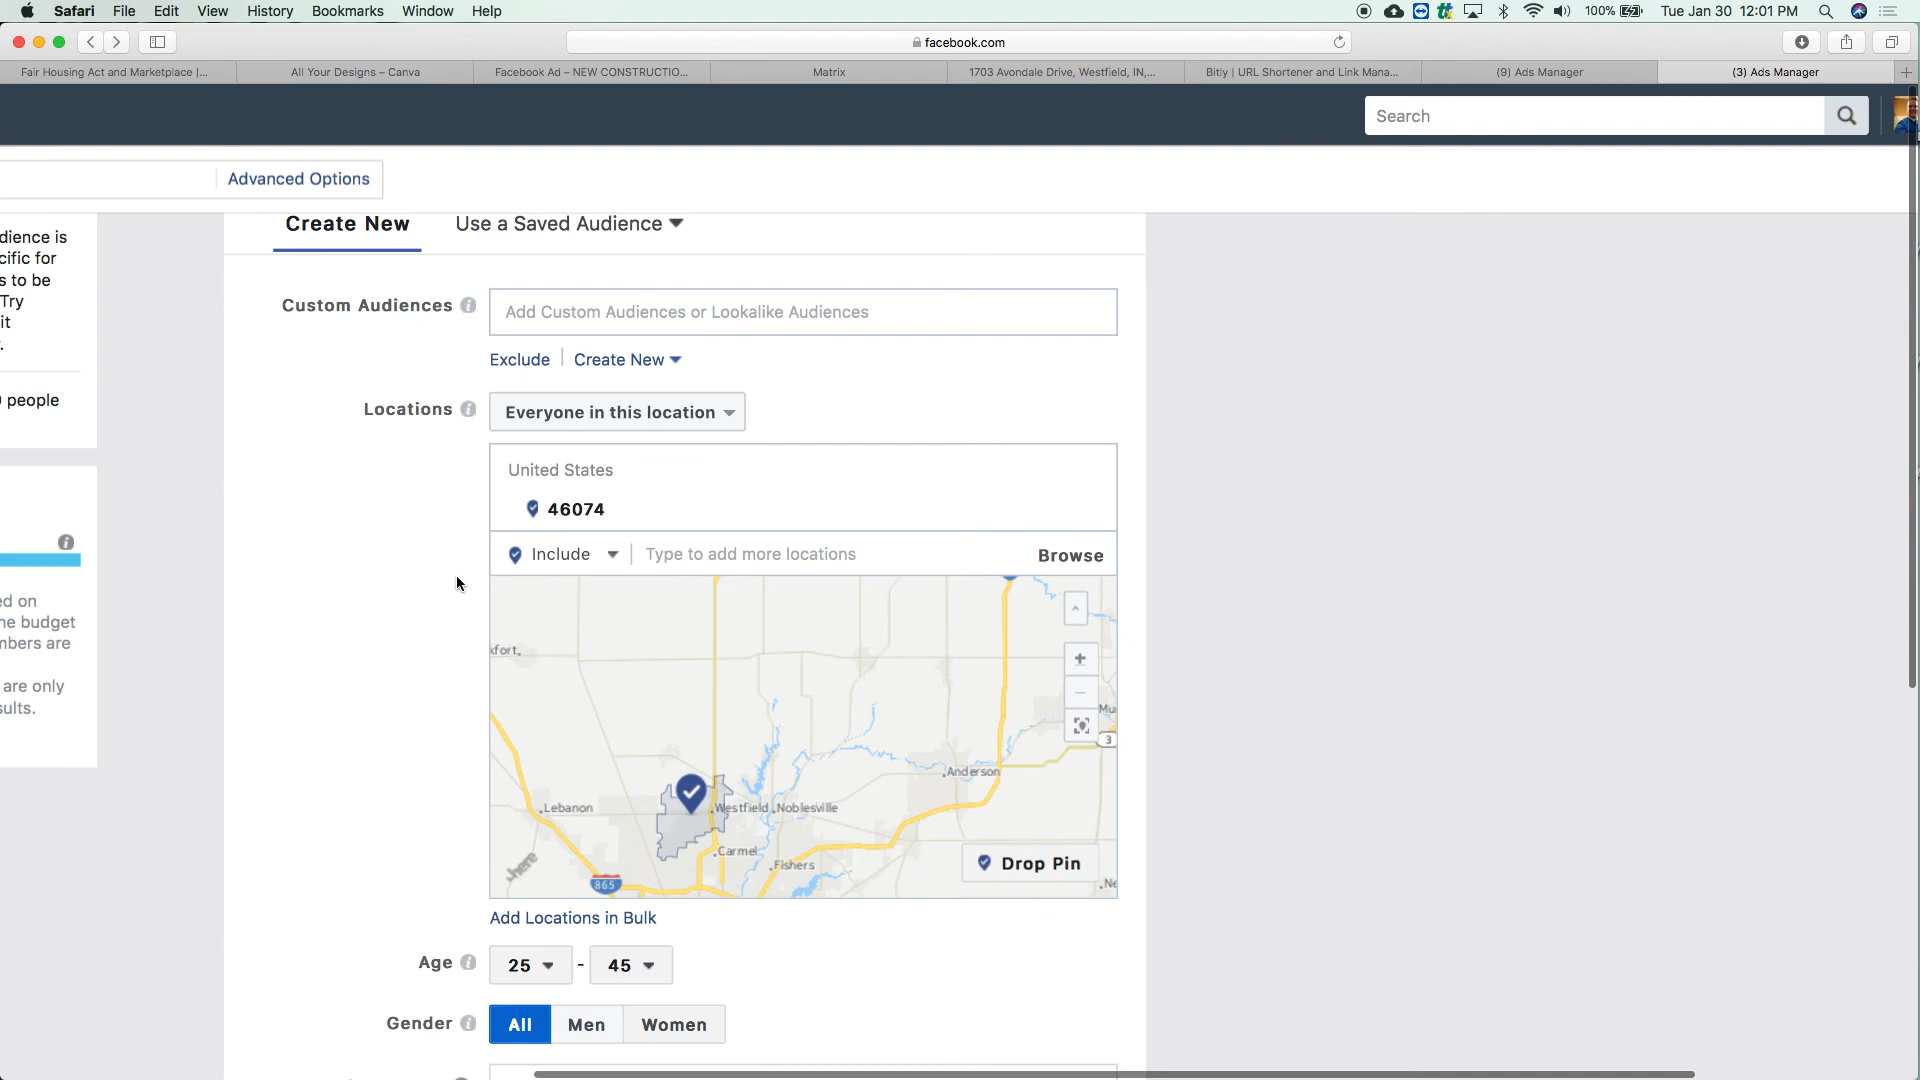 Safari File Edit View History Bookmarks Window Help
100% Tue Jan 30 12:01 PM
facebook.com
Fair Housing Act and Marketplace |...
All Your Designs – Canva
Facebook Ad – NEW CONSTRUCTIO...
Matrix
1703 Avondale Drive, Westfield, IN,...
Bitly | URL Shortener and Link Mana...
(9) Ads Manager
(3) Ads Manager
Search
Advanced Options
Create New
Use a Saved Audience
dience is
cific for
s to be
Try
it
people
ed on
ne budget
nbers are
are only
sults.
Custom Audiences
Add Custom Audiences or Lookalike Audiences
Exclude
Create New
Locations
Everyone in this location
United States
46074
Include
Type to add more locations
Browse
kfort
Mu
3
Anderson
Lebanon
Westfield
Noblesville
Carmel
Fishers
here
865
Ne
Drop Pin
Add Locations in Bulk
Age
25 - 45
Gender
All
Men
Women